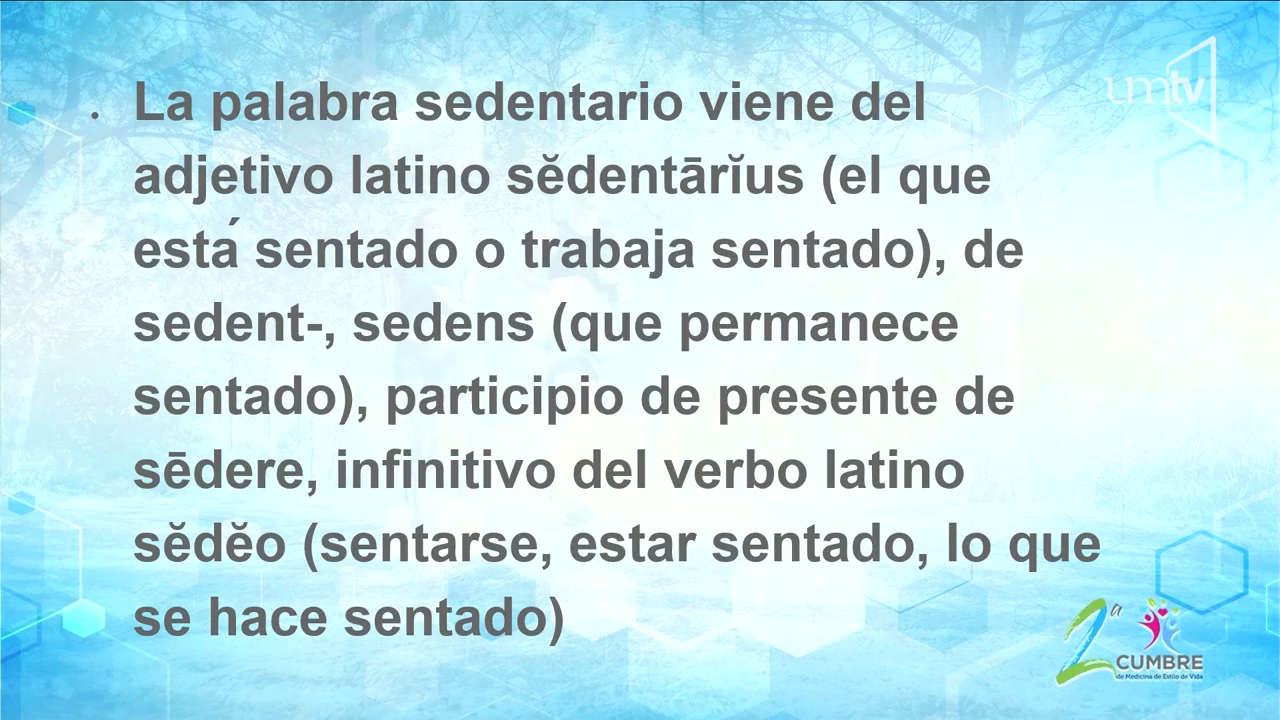 . La palabra sedentario viene del
adjetivo latino sĕdentārĭus (el que
está sentado o trabaja sentado), de
sedent-, sedens (que permanece
sentado), participio de presente de
sēdere, infinitivo del verbo latino
sĕdĕo (sentarse, estar sentado, lo que
se hace sentado)
umtv
2ª
CUMBRE
de Medicina de Estilo de Vida